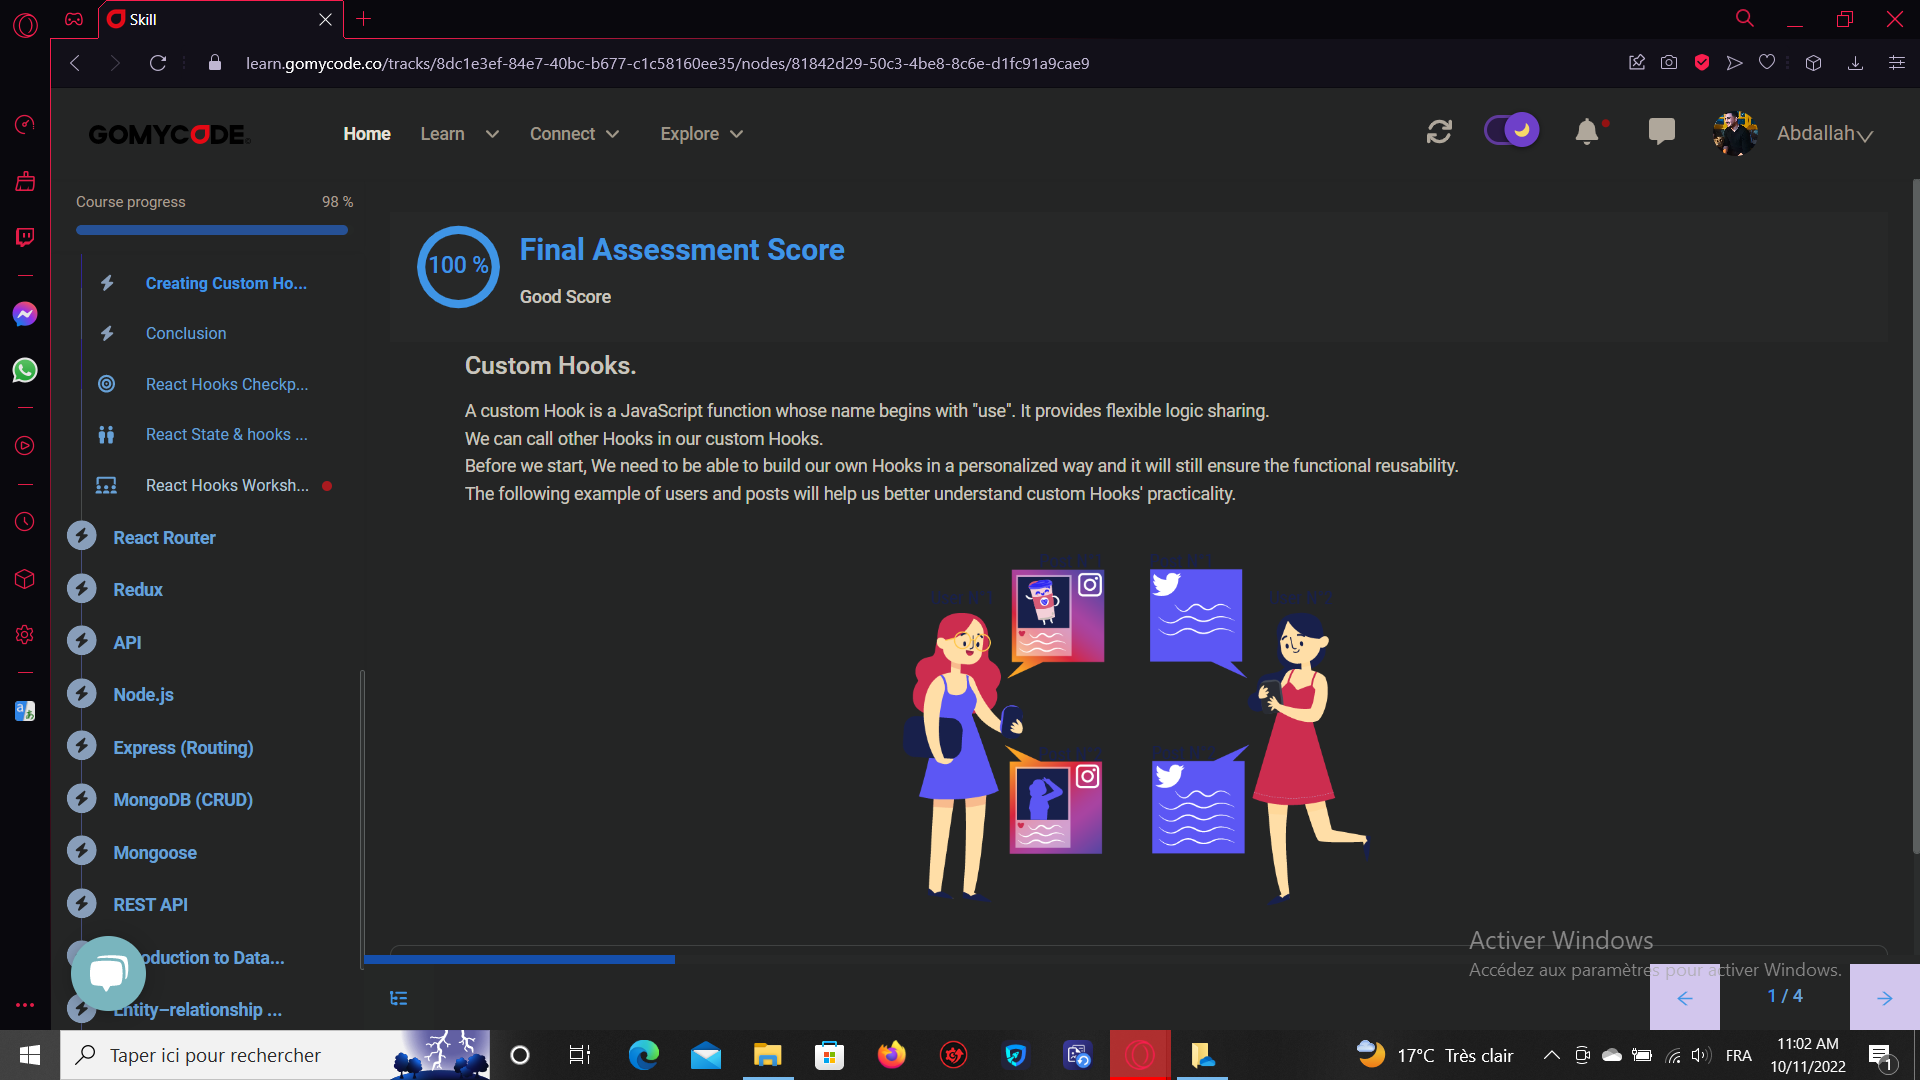 Skill
learn.gomycode.co/tracks/8dc1e3ef-84e7-40bc-b677-c1c58160ee35/nodes/81842d29-50c3-4be8-8c6e-d1fc91a9cae9
GOMYCODE
Home
Learn
Connect
Explore
Abdallah
Course progress
98 %
Creating Custom Ho...
Conclusion
React Hooks Checkp...
React State & hooks ...
React Hooks Worksh...
React Router
Redux
API
Node.js
Express (Routing)
MongoDB (CRUD)
Mongoose
REST API
oduction to Data...
Entity–relationship ...
100 %
Final Assessment Score
Good Score
Custom Hooks.
A custom Hook is a JavaScript function whose name begins with "use". It provides flexible logic sharing.
We can call other Hooks in our custom Hooks.
Before we start, We need to be able to build our own Hooks in a personalized way and it will still ensure the functional reusability.
The following example of users and posts will help us better understand custom Hooks' practicality.
Activer Windows
Accédez aux paramètres pour activer Windows.
1 / 4
Taper ici pour rechercher
17°C Très clair
FRA
11:02 AM
10/11/2022
1